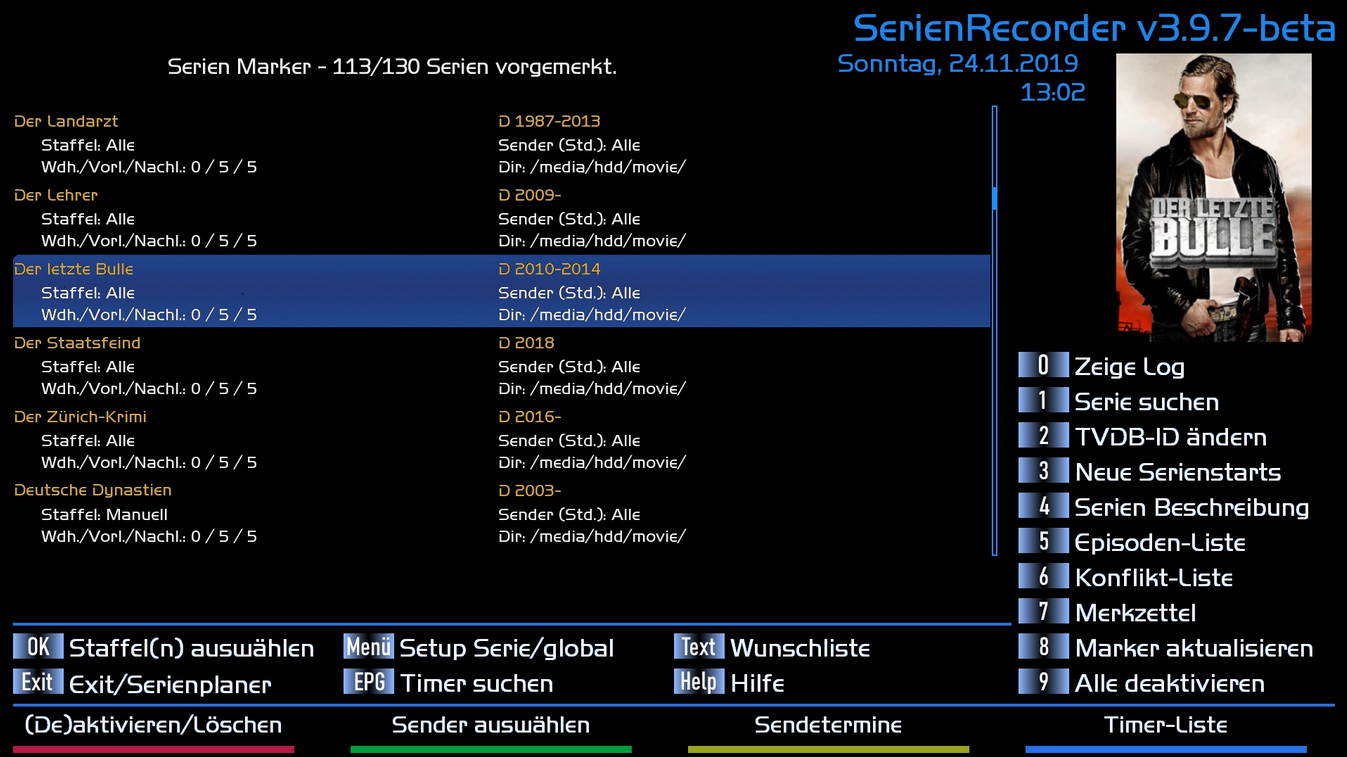 SerienRecorder v3.9.7-beta
Serien Marker - 113/130 Serien vorgemerkt.
Sonntag, 24.11.2019
13:02
Der Landarzt D 1987-2013
Staffel: Alle Sender (Std.): Alle
Wdh./Vorl./Nachl.: 0 / 5 / 5 Dir: /media/hdd/movie/
Der Lehrer D 2009-
Staffel: Alle Sender (Std.): Alle
Wdh./Vorl./Nachl.: 0 / 5 / 5 Dir: /media/hdd/movie/
Der letzte Bulle D 2010-2014
Staffel: Alle Sender (Std.): Alle
Wdh./Vorl./Nachl.: 0 / 5 / 5 Dir: /media/hdd/movie/
Der Staatsfeind D 2018
Staffel: Alle Sender (Std.): Alle
Wdh./Vorl./Nachl.: 0 / 5 / 5 Dir: /media/hdd/movie/
Der Zürich-Krimi D 2016-
Staffel: Alle Sender (Std.): Alle
Wdh./Vorl./Nachl.: 0 / 5 / 5 Dir: /media/hdd/movie/
Deutsche Dynastien D 2003-
Staffel: Manuell Sender (Std.): Alle
Wdh./Vorl./Nachl.: 0 / 5 / 5 Dir: /media/hdd/movie/
DER LETZTE
BULLE
0 Zeige Log
1 Serie suchen
2 TVDB-ID ändern
3 Neue Serienstarts
4 Serien Beschreibung
5 Episoden-Liste
6 Konflikt-Liste
7 Merkzettel
8 Marker aktualisieren
9 Alle deaktivieren
OK Staffel(n) auswählen Menü Setup Serie/global Text Wunschliste
Exit Exit/Serienplaner EPG Timer suchen Help Hilfe
(De)aktivieren/Löschen Sender auswählen Sendetermine Timer-Liste